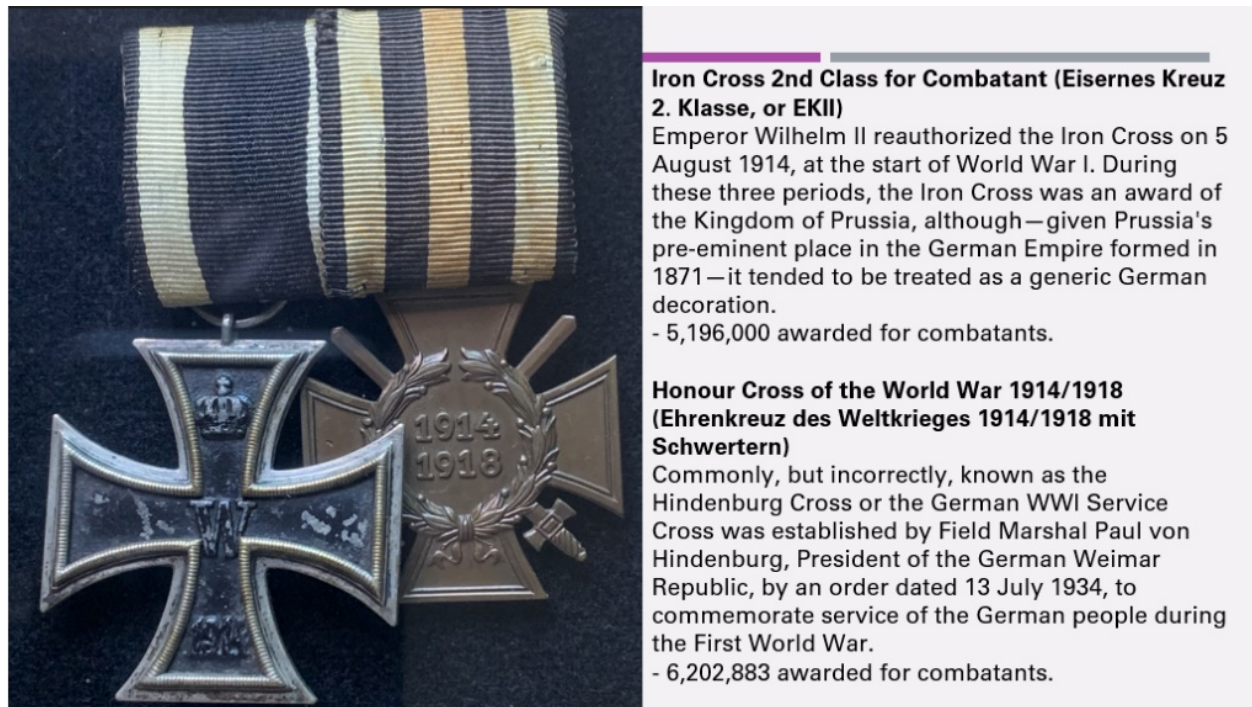 Iron Cross 2nd Class for Combatant (Eisernes Kreuz
2. Klasse, or EKII)
Emperor Wilhelm II reauthorized the Iron Cross on 5
August 1914, at the start of World War I. During
these three periods, the Iron Cross was an award of
the Kingdom of Prussia, although—given Prussia's
pre-eminent place in the German Empire formed in
1871—it tended to be treated as a generic German
decoration.
- 5,196,000 awarded for combatants.
Honour Cross of the World War 1914/1918
(Ehrenkreuz des Weltkrieges 1914/1918 mit
Schwertern)
Commonly, but incorrectly, known as the
Hindenburg Cross or the German WWI Service
Cross was established by Field Marshal Paul von
Hindenburg, President of the German Weimar
Republic, by an order dated 13 July 1934, to
commemorate service of the German people during
the First World War.
- 6,202,883 awarded for combatants.
1914
1918
W
1914